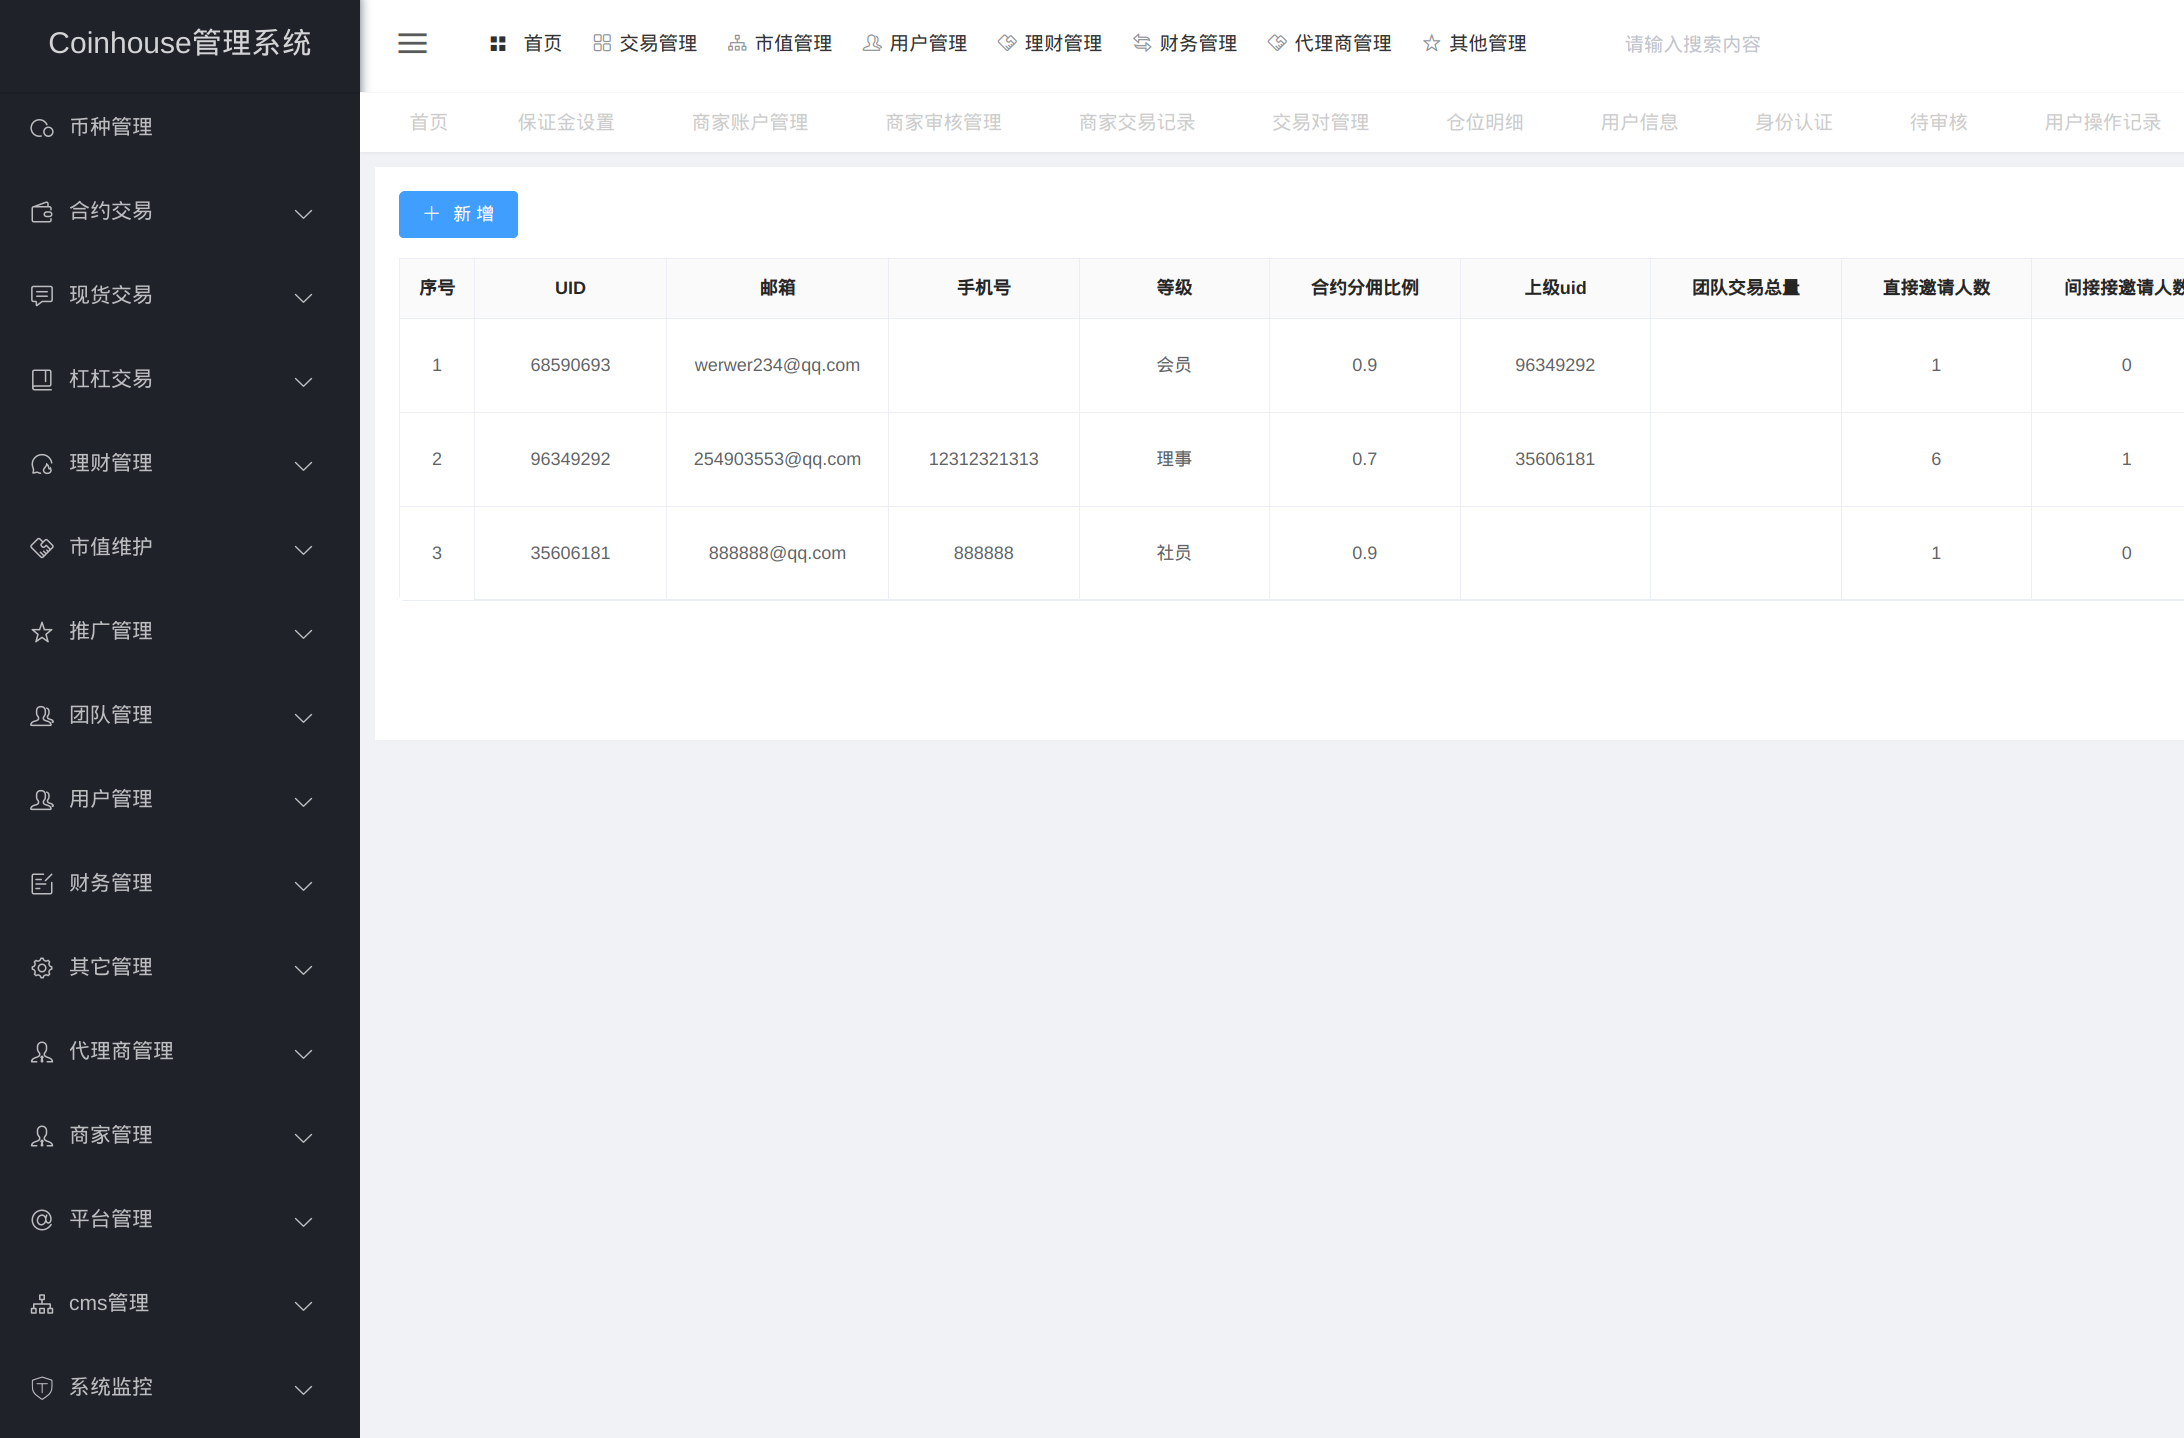 Coinhouse管理系统
首页 交易管理 市值管理 用户管理 理财管理 财务管理 代理商管理 其他管理 请输入搜索内容
首页 保证金设置 商家账户管理 商家审核管理 商家交易记录 交易对管理 仓位明细 用户信息 身份认证 待审核 用户操作记录
币种管理
合约交易
现货交易
杠杠交易
理财管理
市值维护
推广管理
团队管理
用户管理
财务管理
其它管理
代理商管理
商家管理
平台管理
cms管理
系统监控
新 增
序号 UID 邮箱 手机号 等级 合约分佣比例 上级uid 团队交易总量 直接邀请人数 间接接邀请人数
1 68590693 werwer234@qq.com 会员 0.9 96349292 1 0
2 96349292 254903553@qq.com 12312321313 理事 0.7 35606181 6 1
3 35606181 888888@qq.com 888888 社员 0.9 1 0